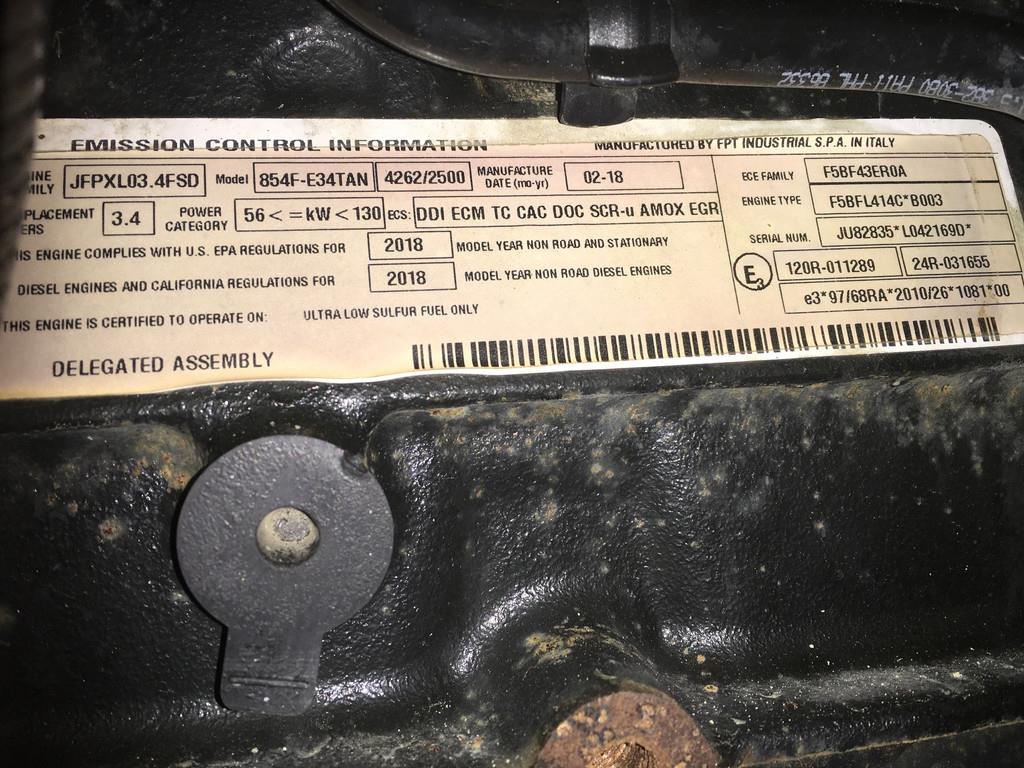 EMISSION CONTROL INFORMATION
MANUFACTURED BY FPT INDUSTRIAL S.P.A. IN ITALY
JFPXL03.4FSD Model 854F-E34TAN 4262/2500 MANUFACTURE DATE (mo-yr) 02-18
3.4 POWER CATEGORY 56 < = kW < 130 ECS: DDI ECM TC CAC DOC SCR-u AMOX EGR
ENGINE COMPLIES WITH U.S. EPA REGULATIONS FOR 2018 MODEL YEAR NON ROAD AND STATIONARY
DIESEL ENGINES AND CALIFORNIA REGULATIONS FOR 2018 MODEL YEAR NON ROAD DIESEL ENGINES
THIS ENGINE IS CERTIFIED TO OPERATE ON: ULTRA LOW SULFUR FUEL ONLY
DELEGATED ASSEMBLY
ECE FAMILY F5BF43ER0A
ENGINE TYPE F5BFL414C*B003
SERIAL NUM. JU82835*L042169D*
E3 120R-011289 24R-031655
e3*97/68RA*2010/26*1081*00